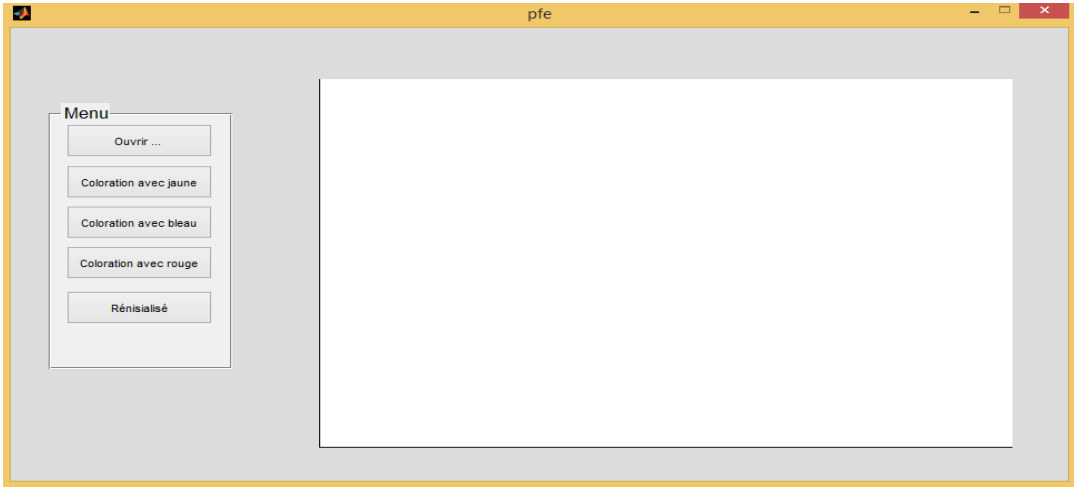 pfe
Menu
Ouvrir ...
Coloration avec jaune
Coloration avec bleau
Coloration avec rouge
Rénisialisé